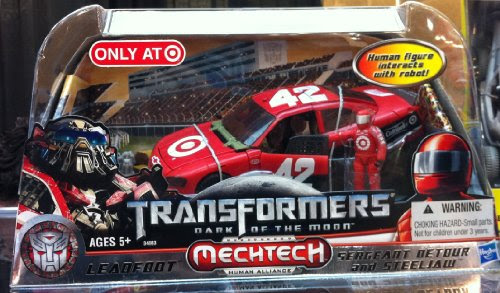 ONLY AT
Human figure
interacts
with robot!
42
42
TRANSFORMERS
DARK OF THE MOON
MECHTECH
HUMAN ALLIANCE
AGES 5+
LEADFOOT
SERGEANT DETOUR
and STEELJAW
WARNING:
CHOKING HAZARD-Small parts
Not for children under 3 years.
Hasbro